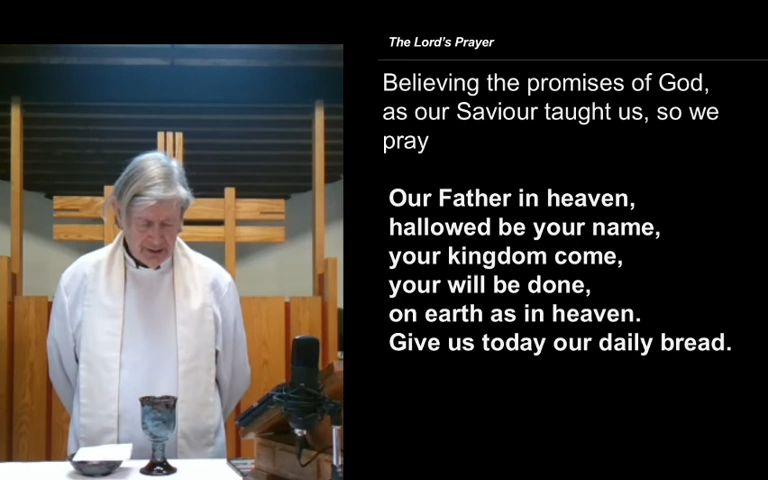 The Lord's Prayer
Believing the promises of God,
as our Saviour taught us, so we
pray
Our Father in heaven,
hallowed be your name,
your kingdom come,
your will be done,
on earth as in heaven.
Give us today our daily bread.